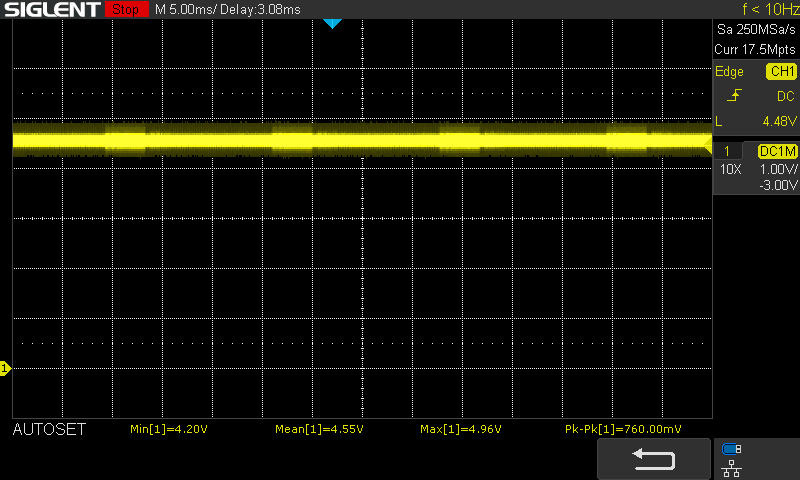 SIGLENT Stop M 5.00ms/ Delay:3.08ms f < 10Hz
Sa 250MSa/s
Curr 17.5Mpts
Edge CH1
DC
L 4.48V
1 DC1M
10X 1.00V/
-3.00V
1
AUTOSET Min[1]=4.20V Mean[1]=4.55V Max[1]=4.96V Pk-Pk[1]=760.00mV